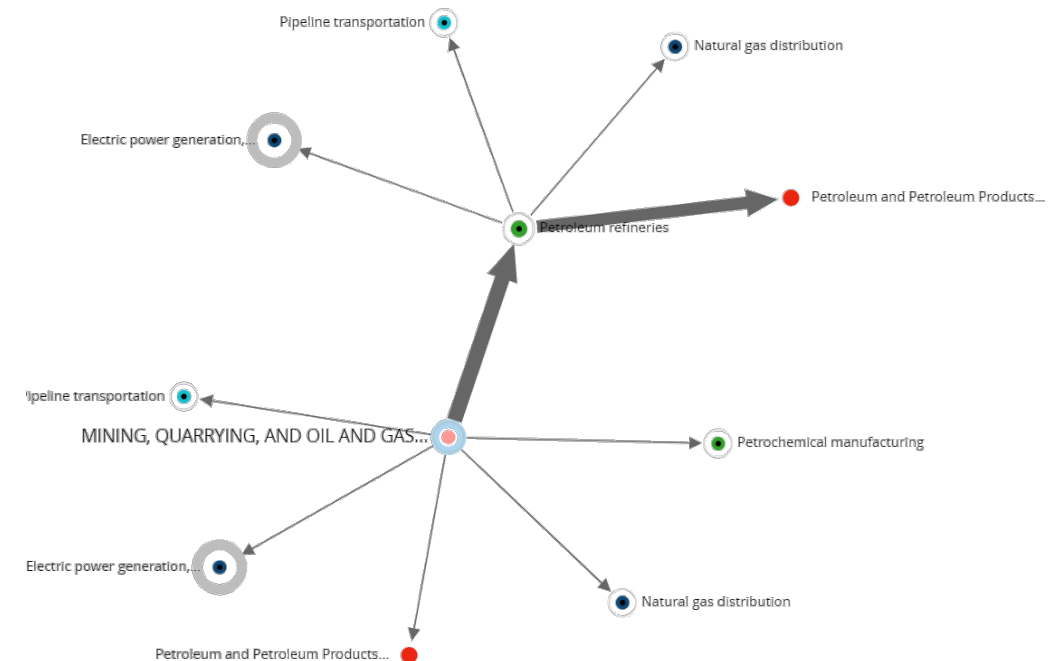 Pipeline transportation
Natural gas distribution
Electric power generation,...
Petroleum and Petroleum Products...
Petroleum refineries
ipeline transportation
MINING, QUARRYING, AND OIL AND GAS...
Petrochemical manufacturing
Electric power generation,...
Natural gas distribution
Petroleum and Petroleum Products...